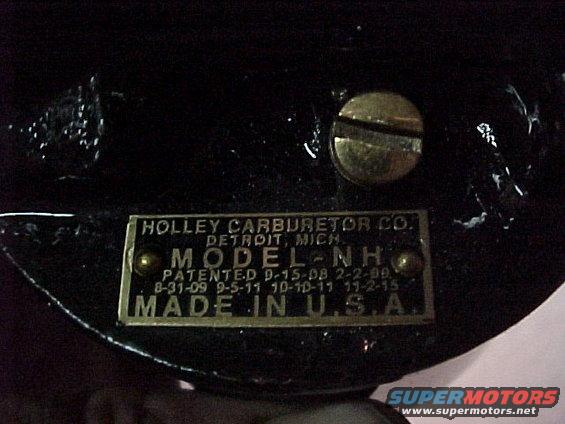 HOLLEY CARBURETOR CO.
DETROIT, MICH.
MODEL-NH
PATENTED 9-15-08 2-2-09
8-31-09 9-5-11 10-10-11 11-2-15
MADE IN U.S.A.
SUPERMOTORS
www.supermotors.net